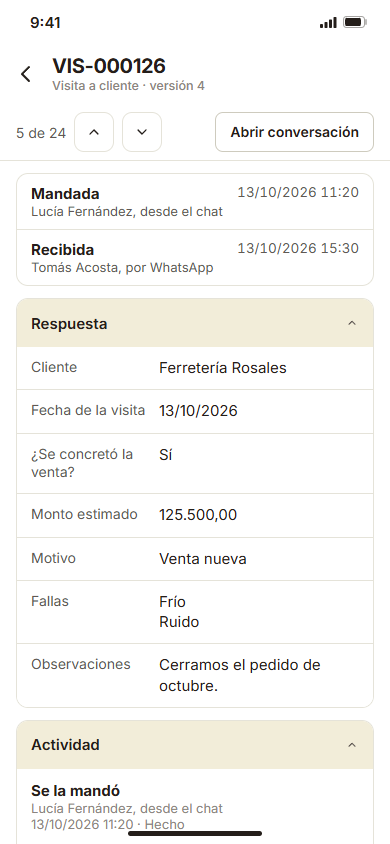 9:41
VIS-000126
Visita a cliente · versión 4
5 de 24
Abrir conversación
Mandada
13/10/2026 11:20
Lucía Fernández, desde el chat
Recibida
13/10/2026 15:30
Tomás Acosta, por WhatsApp
Respuesta
Cliente
Ferretería Rosales
Fecha de la visita
13/10/2026
¿Se concretó la
venta?
Sí
Monto estimado
125.500,00
Motivo
Venta nueva
Fallas
Frío
Ruido
Observaciones
Cerramos el pedido de
octubre.
Actividad
Se la mandó
Lucía Fernández, desde el chat
13/10/2026 11:20 · Hecho